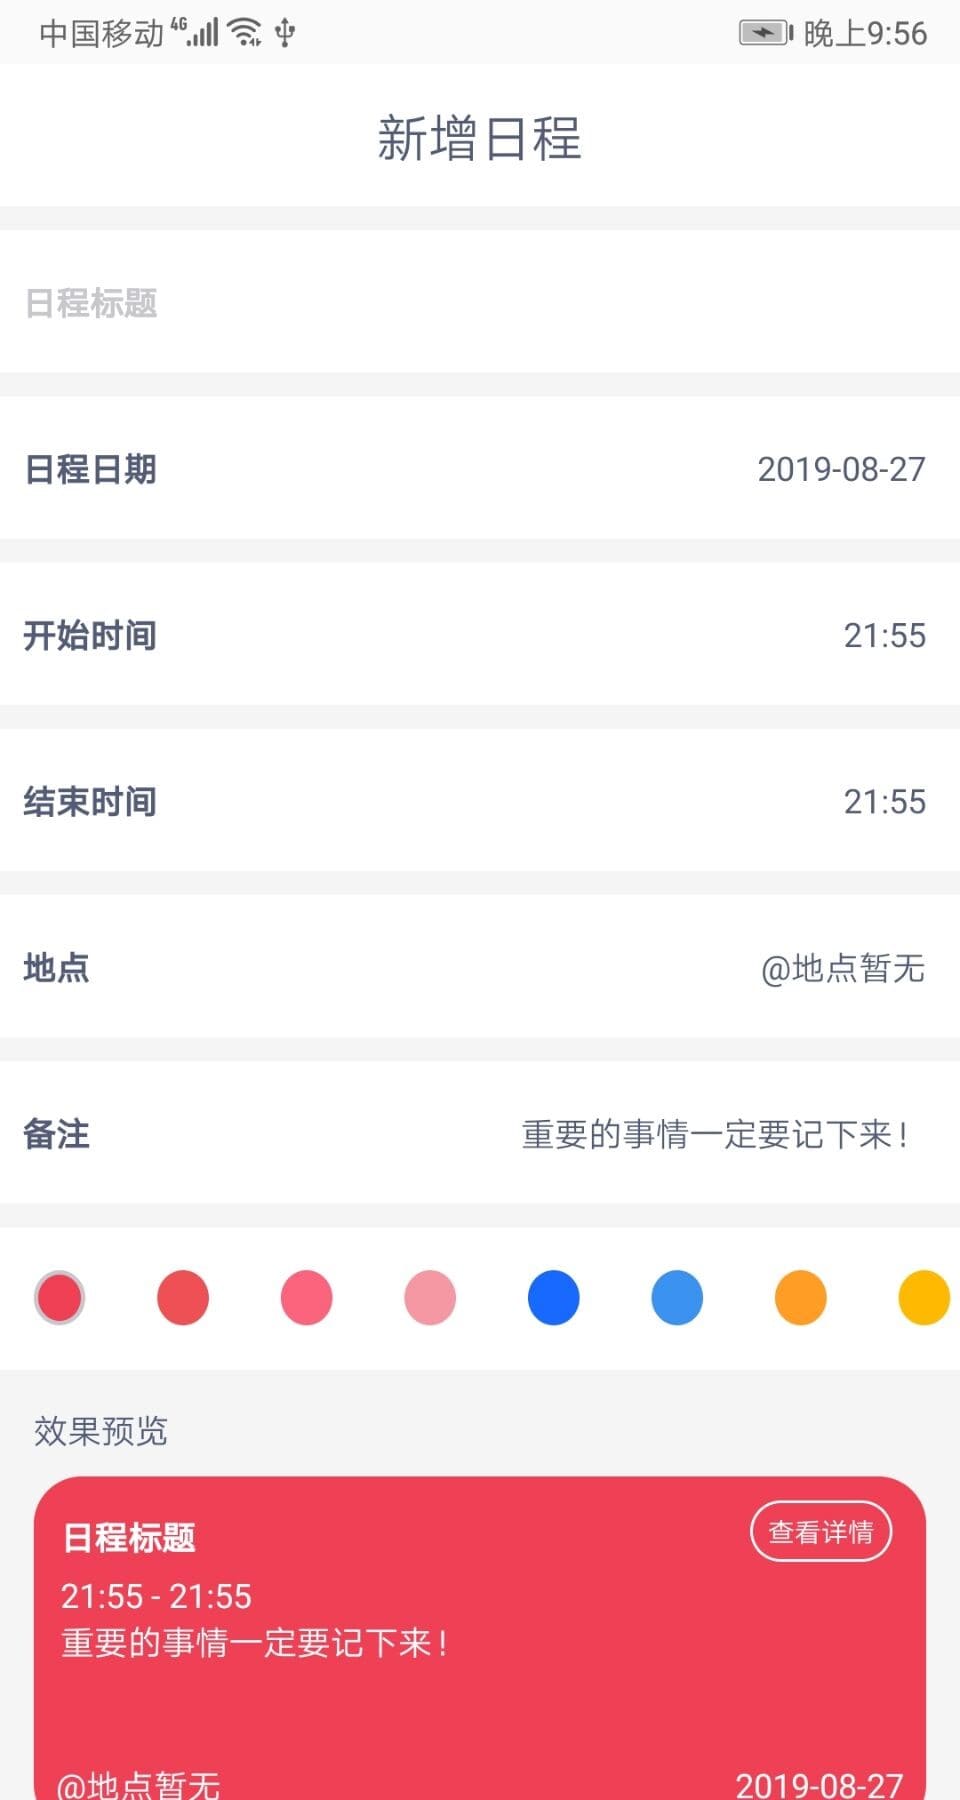 中国移动 4G 晚上9:56
新增日程
日程标题
日程日期 2019-08-27
开始时间 21:55
结束时间 21:55
地点 @地点暂无
备注 重要的事情一定要记下来!
效果预览
日程标题 查看详情
21:55 - 21:55
重要的事情一定要记下来!
@地点暂无 2019-08-27